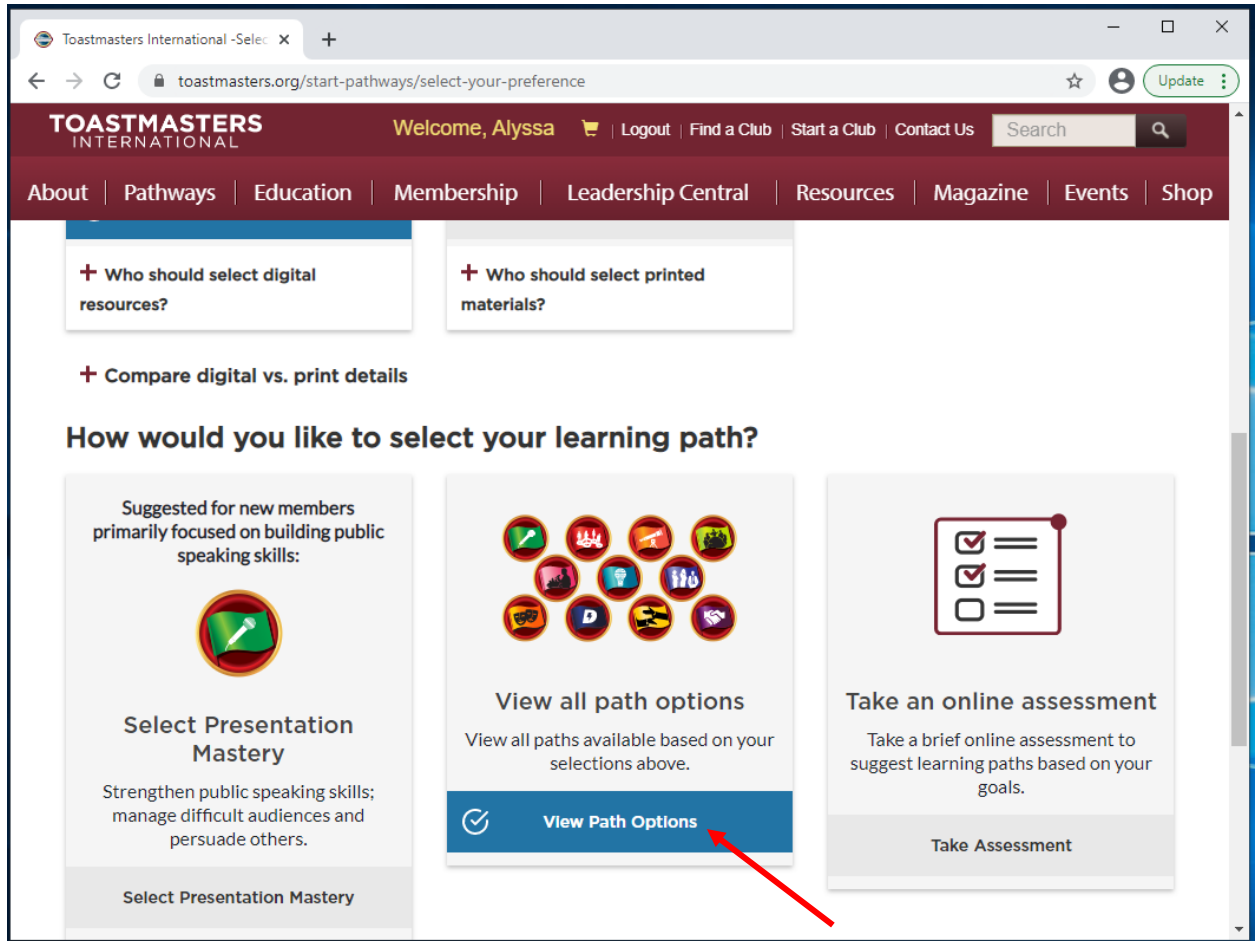 Toastmasters International -Selec
toastmasters.org/start-pathways/select-your-preference
Update
TOASTMASTERS
INTERNATIONAL
Welcome, Alyssa | Logout | Find a Club | Start a Club | Contact Us Search
About | Pathways | Education | Membership | Leadership Central | Resources | Magazine | Events | Shop
+ Who should select digital
resources?
+ Who should select printed
materials?
+ Compare digital vs. print details
How would you like to select your learning path?
Suggested for new members
primarily focused on building public
speaking skills:
Select Presentation
Mastery
Strengthen public speaking skills;
manage difficult audiences and
persuade others.
Select Presentation Mastery
View all path options
View all paths available based on your
selections above.
View Path Options
Take an online assessment
Take a brief online assessment to
suggest learning paths based on your
goals.
Take Assessment